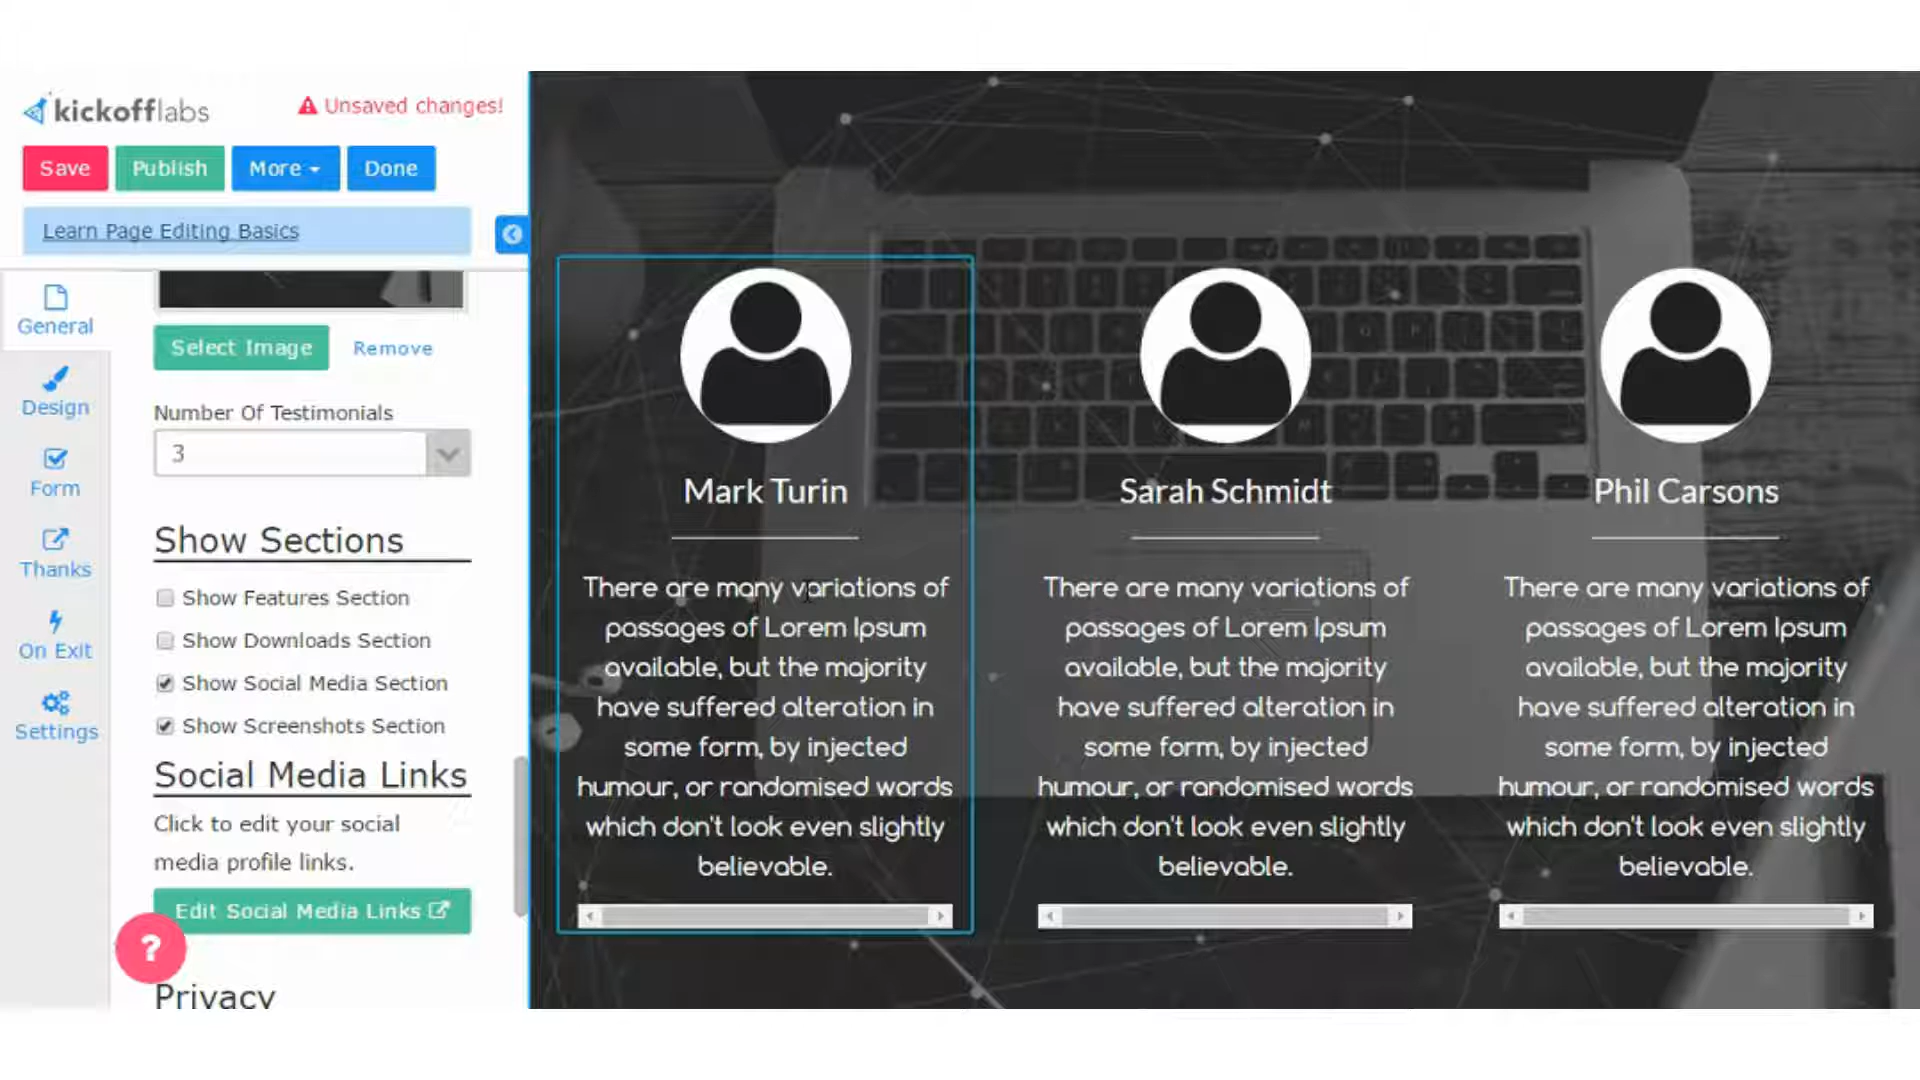 kickofflabs
Unsaved changes!
Save
Publish
More
Done
Learn Page Editing Basics
General
Design
Form
Thanks
On Exit
Settings
Select Image
Remove
Number Of Testimonials
3
Show Sections
Show Features Section
Show Downloads Section
Show Social Media Section
Show Screenshots Section
Social Media Links
Click to edit your social
media profile links.
Edit Social Media Links
?
Privacy
Mark Turin
There are many variations of
passages of Lorem Ipsum
available, but the majority
have suffered alteration in
some form, by injected
humour, or randomised words
which don't look even slightly
believable.
Sarah Schmidt
There are many variations of
passages of Lorem Ipsum
available, but the majority
have suffered alteration in
some form, by injected
humour, or randomised words
which don't look even slightly
believable.
Phil Carsons
There are many variations of
passages of Lorem Ipsum
available, but the majority
have suffered alteration in
some form, by injected
humour, or randomised words
which don't look even slightly
believable.